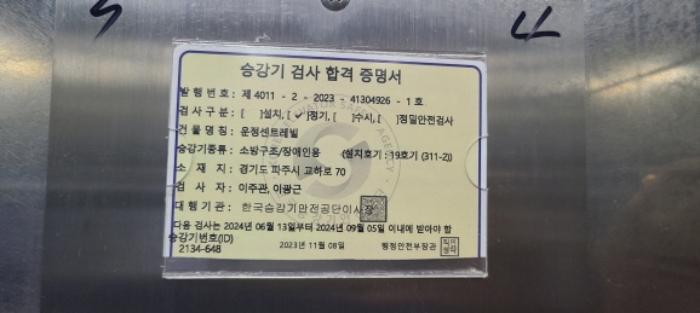 승강기 검사 합격 증명서
발행번호 : 제 4011 - 2 - 2023 - 41304926 - 1 호
검사구분 : [ ]설치, [✓]정기, [ ]수시, [ ]정밀안전검사
건물명칭 : 운정센트레빌
승강기종류 : 소방구조/장애인용 (설치호기 : 19호기 (311-2))
소재지 : 경기도 파주시 교하로 70
검사자 : 이주관, 이광근
대행기관 : 한국승강기안전공단이사장
다음 검사는 2024년 06월 13일부터 2024년 09월 05일 이내에 받아야 함
승강기번호(ID)
2134-648
2023년 11월 08일 행정안전부장관